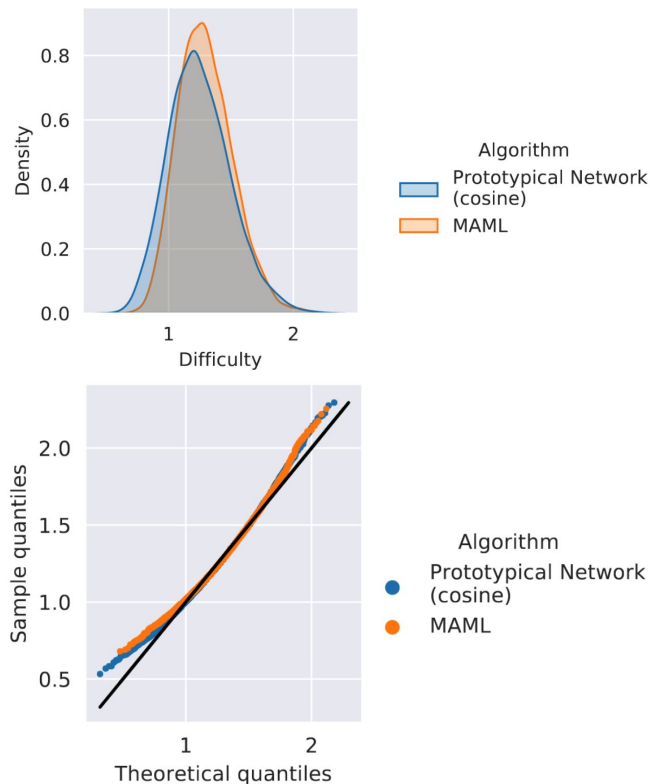 0.8
0.6
0.4
0.2
0.0
Density
1
2
Difficulty
Algorithm
Prototypical Network
(cosine)
MAML
2.0
1.5
1.0
0.5
Sample quantiles
1
2
Theoretical quantiles
Algorithm
Prototypical Network
(cosine)
MAML